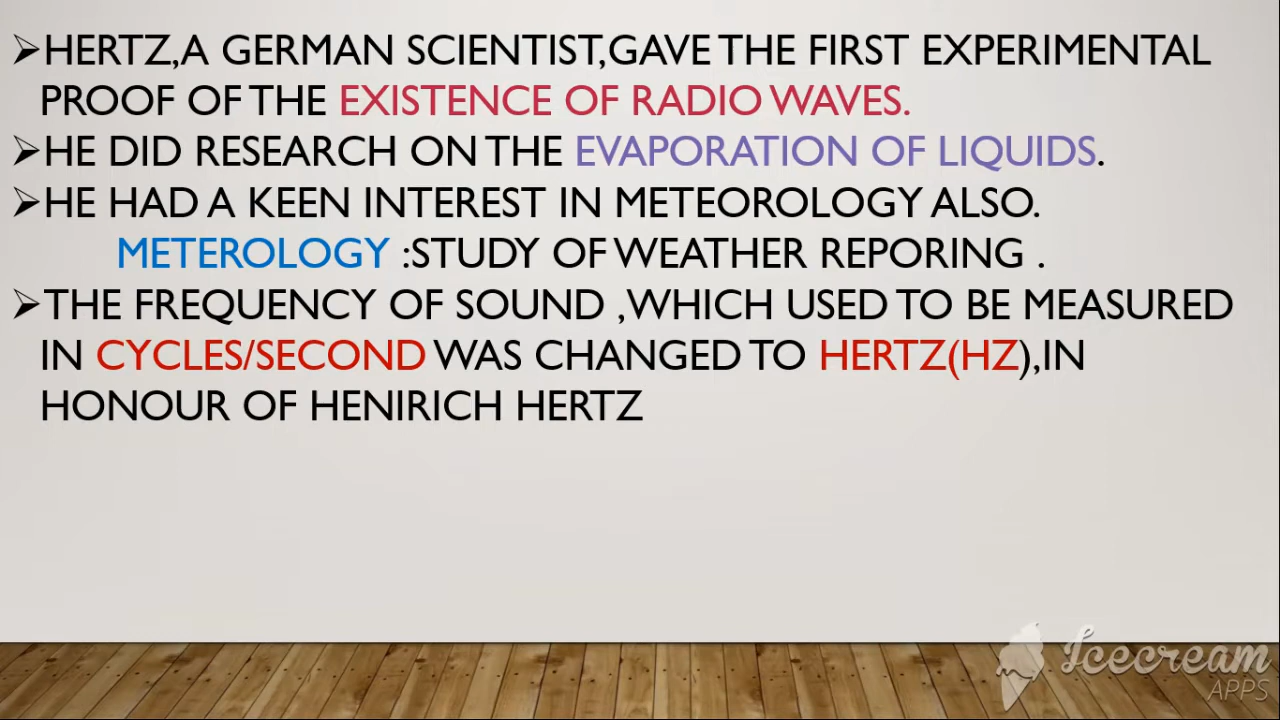 ➢HERTZ,A GERMAN SCIENTIST,GAVE THE FIRST EXPERIMENTAL
PROOF OF THE EXISTENCE OF RADIO WAVES.
➢HE DID RESEARCH ON THE EVAPORATION OF LIQUIDS.
➢HE HAD A KEEN INTEREST IN METEOROLOGY ALSO.
METEROLOGY :STUDY OF WEATHER REPORING .
➢THE FREQUENCY OF SOUND ,WHICH USED TO BE MEASURED
IN CYCLES/SECOND WAS CHANGED TO HERTZ(HZ),IN
HONOUR OF HENIRICH HERTZ
Icecream
APPS